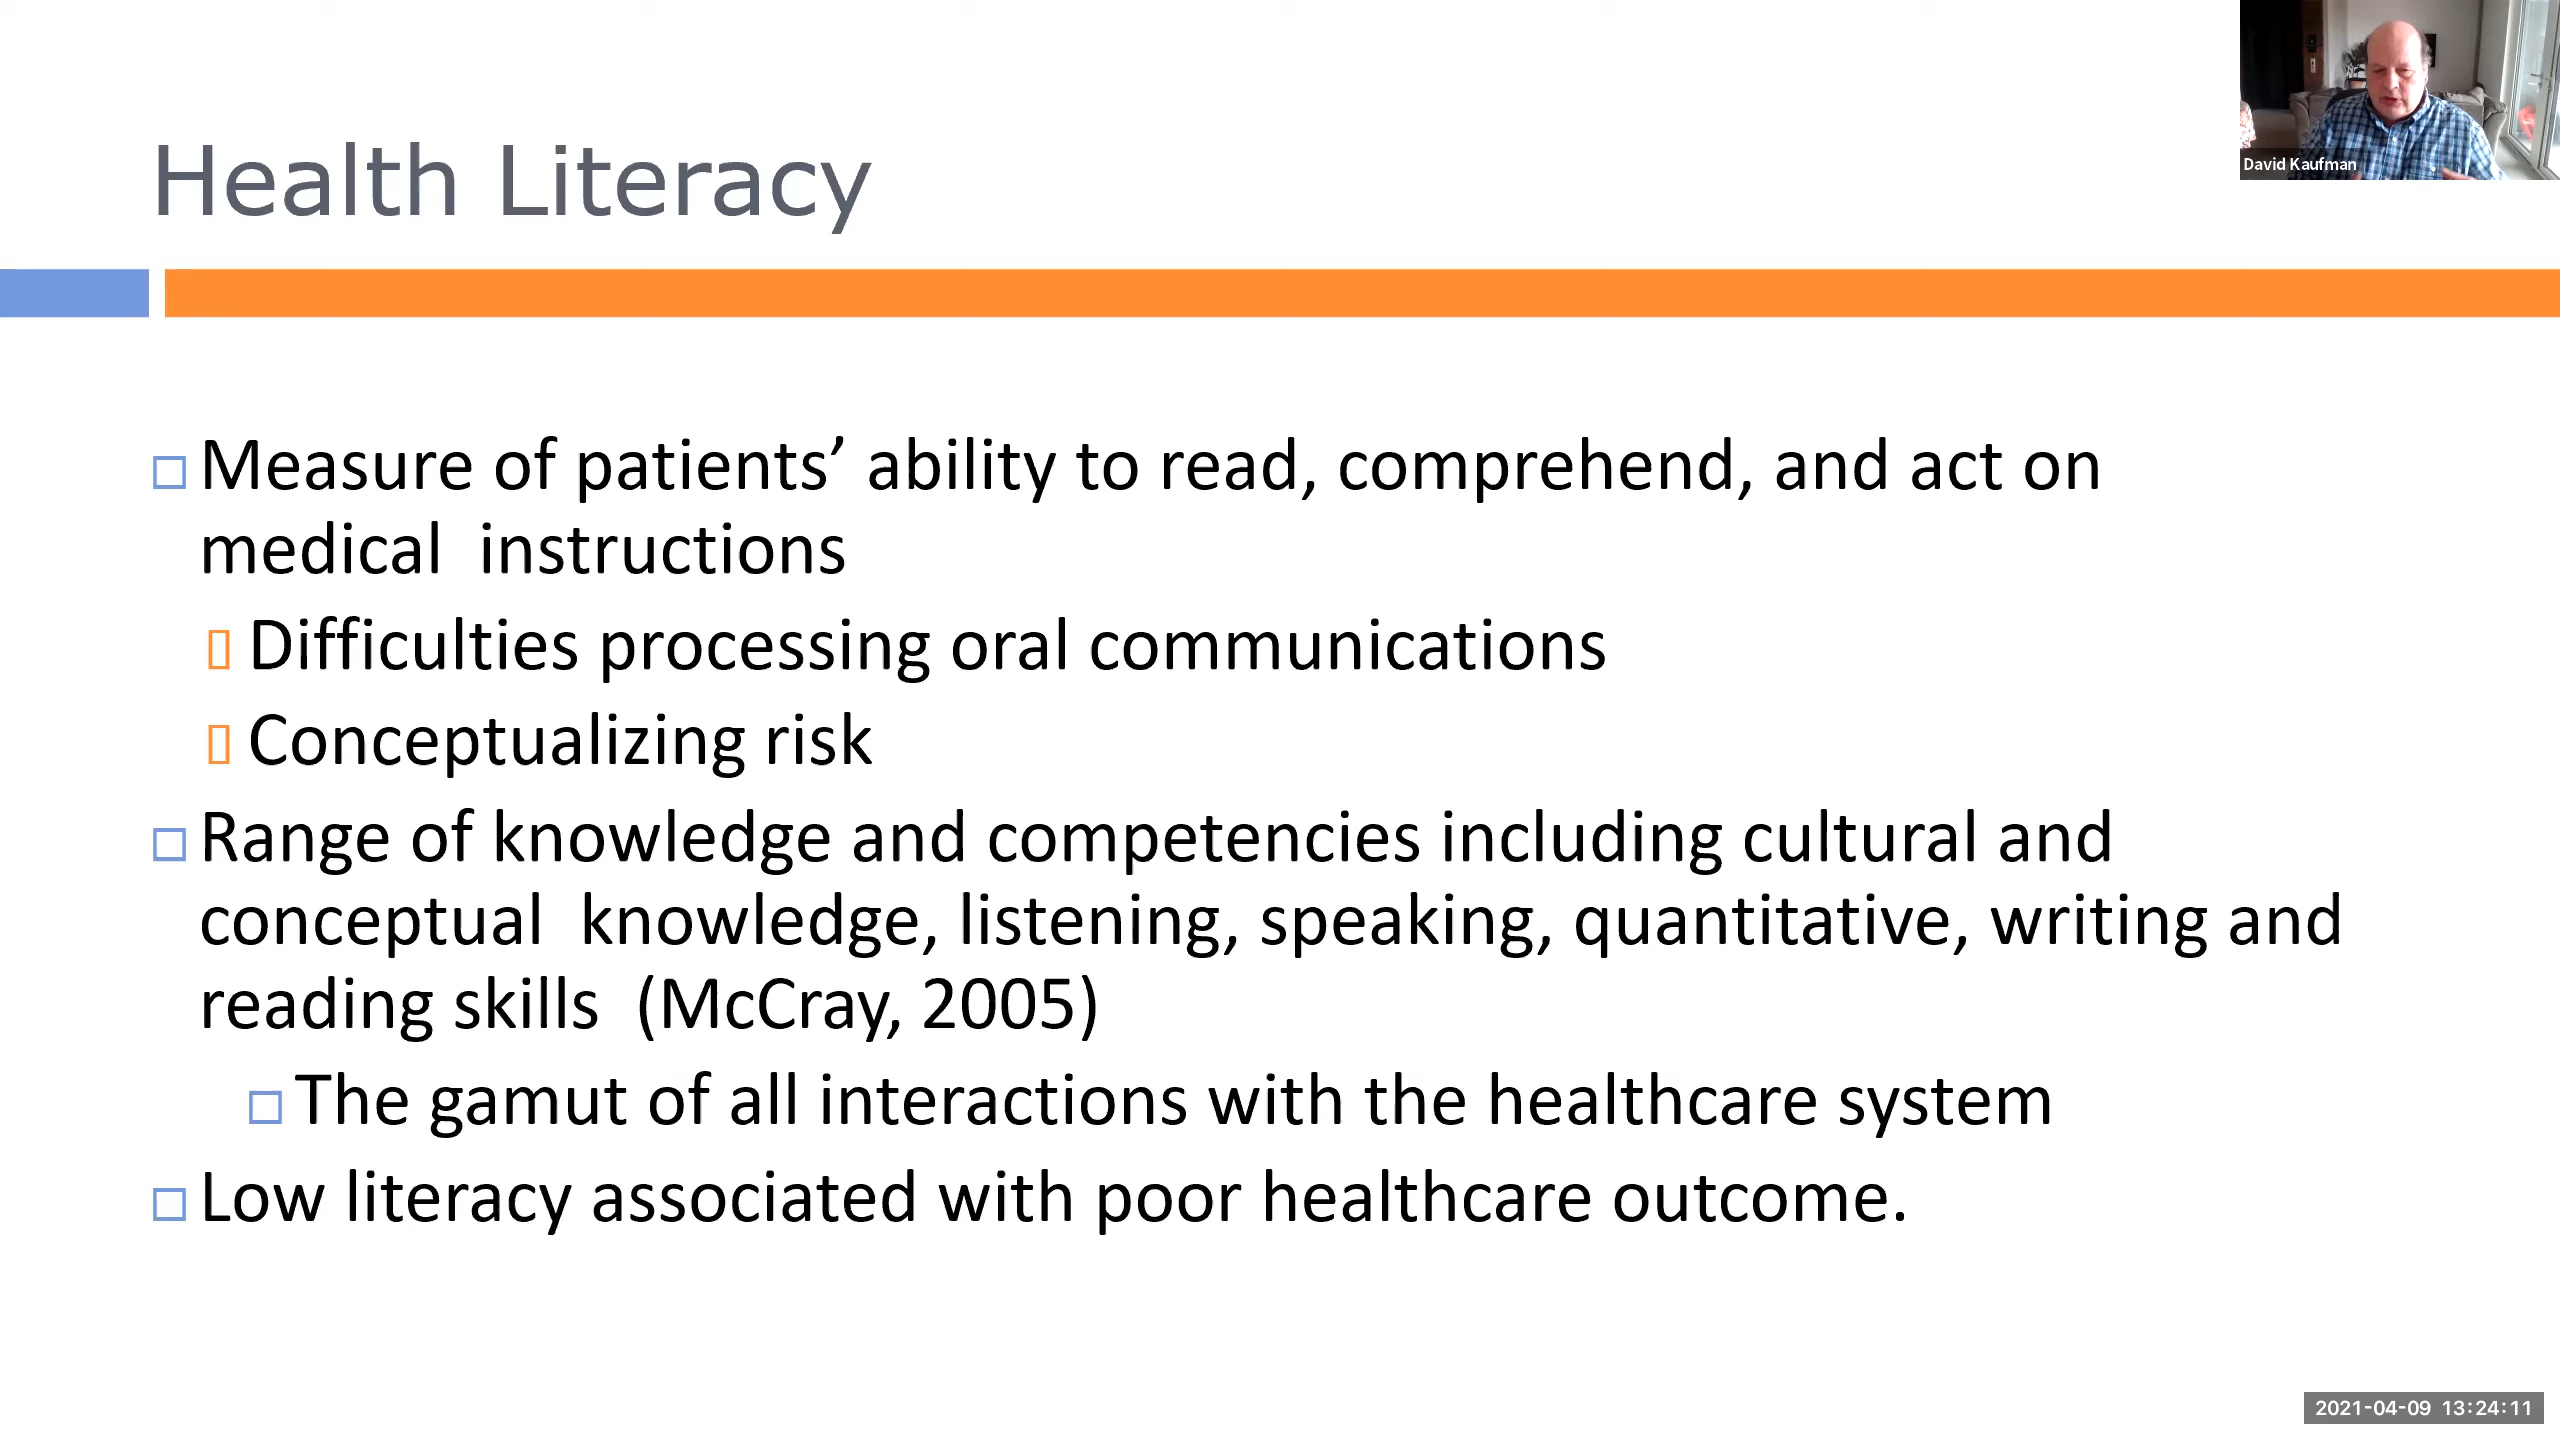 David Kaufman
Health Literacy
Measure of patients’ ability to read, comprehend, and act on
medical instructions
Difficulties processing oral communications
Conceptualizing risk
Range of knowledge and competencies including cultural and
conceptual knowledge, listening, speaking, quantitative, writing and
reading skills (McCray, 2005)
The gamut of all interactions with the healthcare system
Low literacy associated with poor healthcare outcome.
2021-04-09 13:24:11